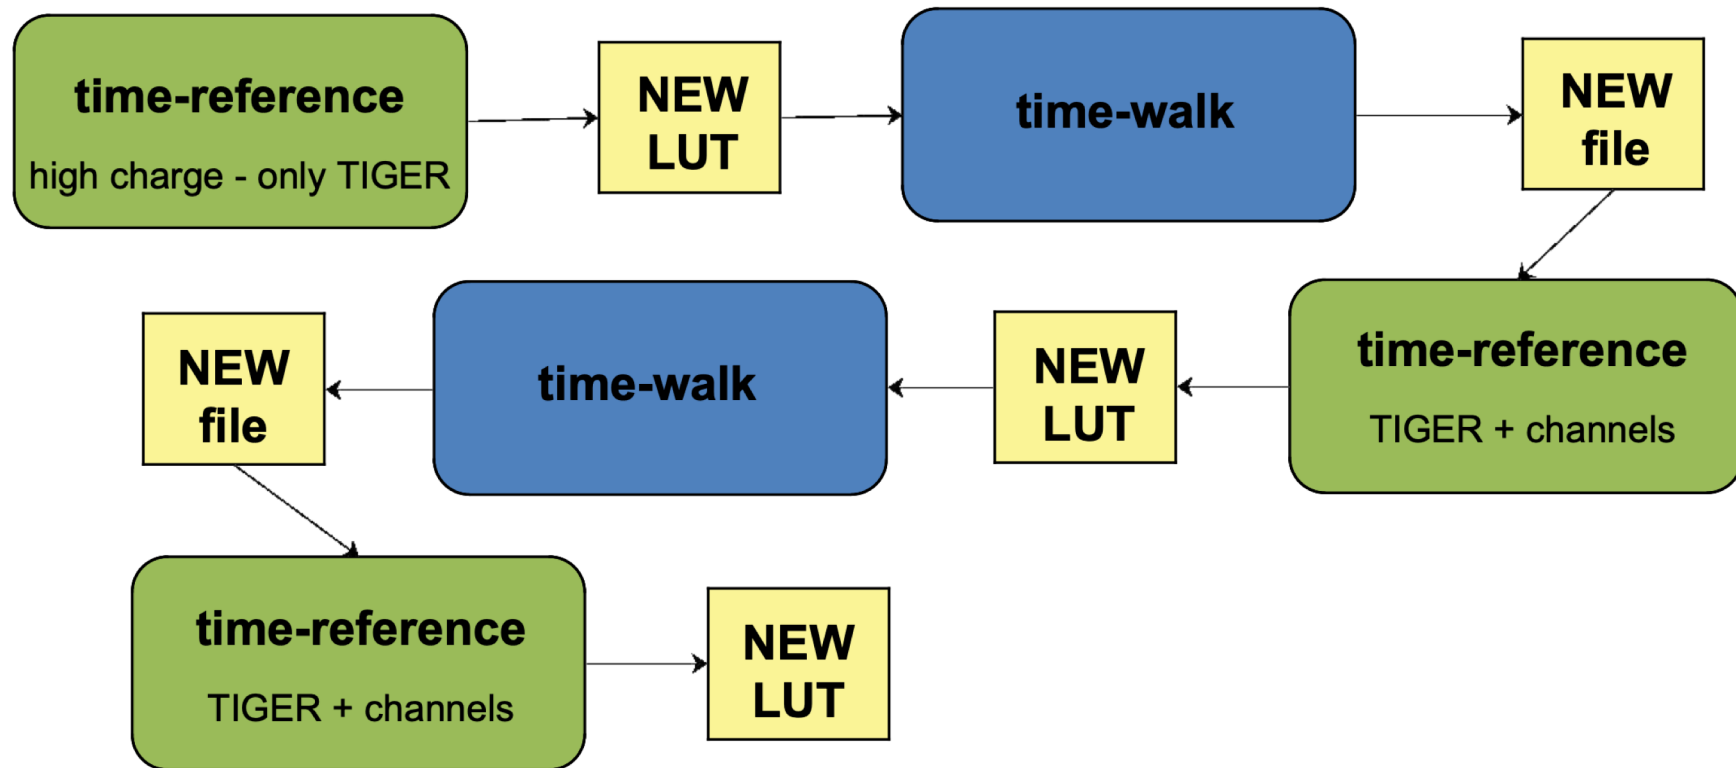 time-reference
high charge - only TIGER
NEW
LUT
time-walk
NEW
file
time-reference
TIGER + channels
NEW
LUT
time-walk
NEW
file
time-reference
TIGER + channels
NEW
LUT